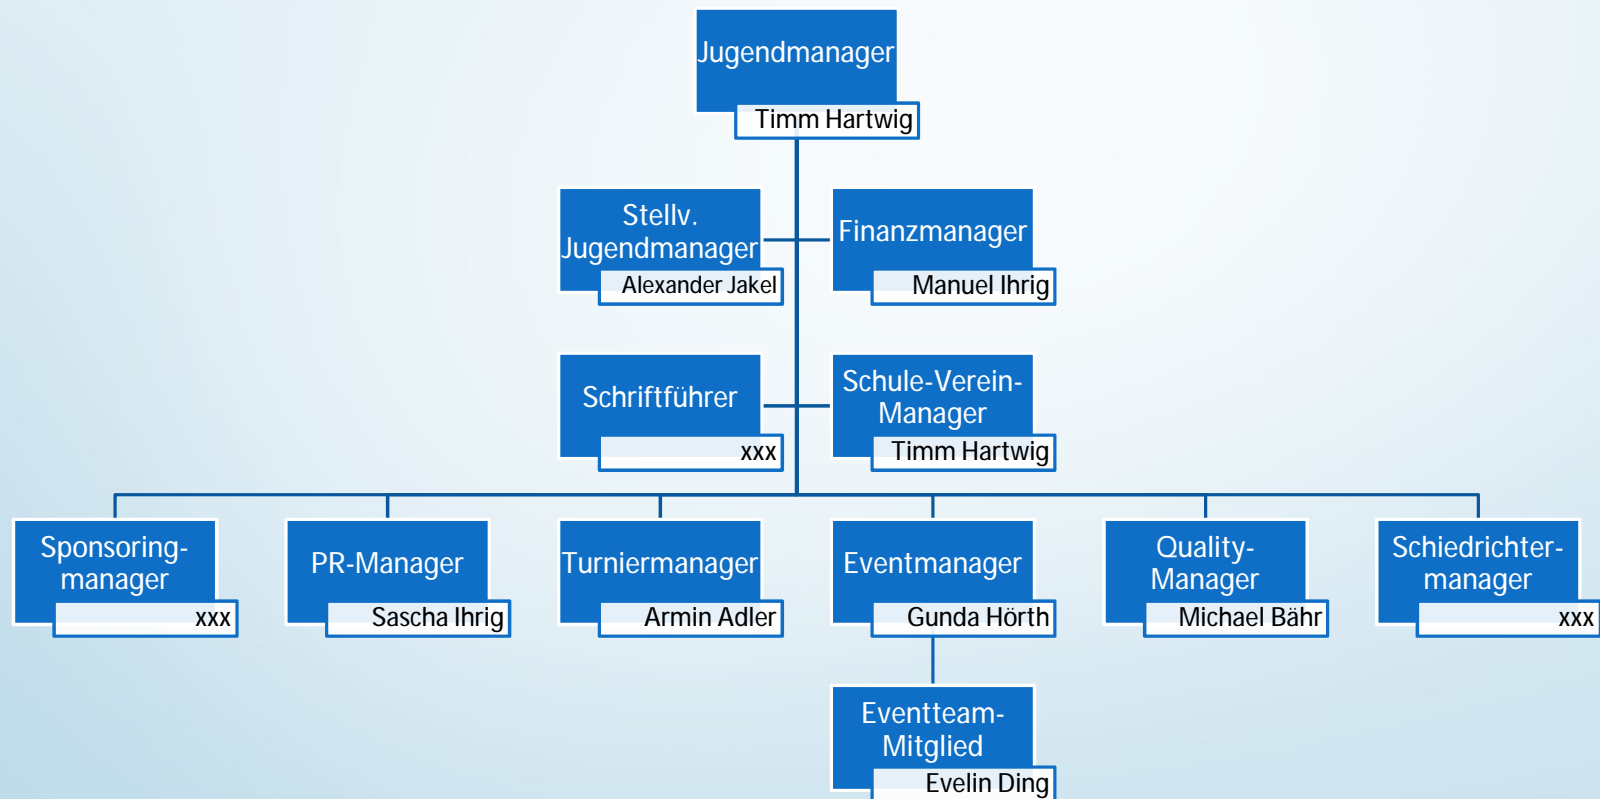 Jugendmanager
Timm Hartwig
Stellv.
Jugendmanager
Alexander Jakel
Finanzmanager
Manuel Ihrig
Schriftführer
xxx
Schule-Verein-
Manager
Timm Hartwig
Sponsoring-
manager
xxx
PR-Manager
Sascha Ihrig
Turniermanager
Armin Adler
Eventmanager
Gunda Hörth
Quality-
Manager
Michael Bähr
Schiedrichter-
manager
xxx
Eventteam-
Mitglied
Evelin Ding